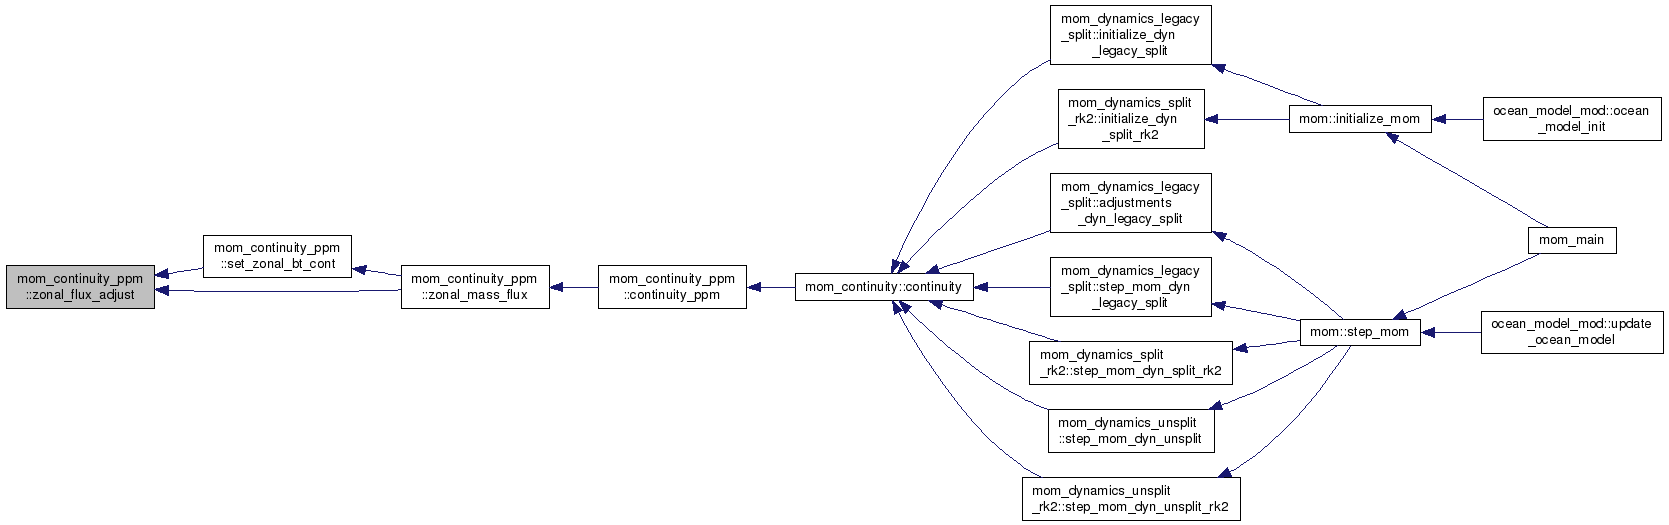 mom_continuity_ppm
::zonal_flux_adjust
mom_continuity_ppm
::set_zonal_bt_cont
mom_continuity_ppm
::zonal_mass_flux
mom_continuity_ppm
::continuity_ppm
mom_continuity::continuity
mom_dynamics_legacy
_split::initialize_dyn
_legacy_split
mom_dynamics_split
_rk2::initialize_dyn
_split_rk2
mom_dynamics_legacy
_split::adjustments
_dyn_legacy_split
mom_dynamics_legacy
_split::step_mom_dyn
_legacy_split
mom_dynamics_split
_rk2::step_mom_dyn_split_rk2
mom_dynamics_unsplit
::step_mom_dyn_unsplit
mom_dynamics_unsplit
_rk2::step_mom_dyn_unsplit_rk2
mom::initialize_mom
mom::step_mom
ocean_model_mod::ocean
_model_init
mom_main
ocean_model_mod::update
_ocean_model